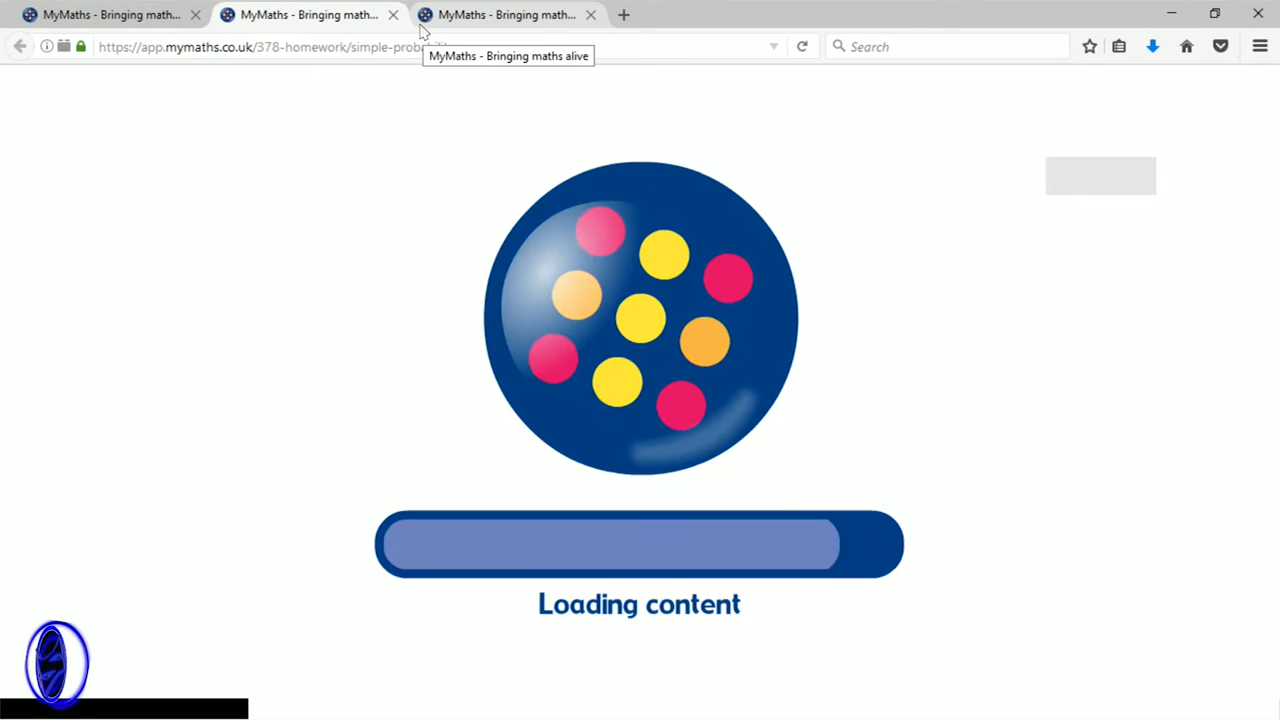 MyMaths - Bringing math...
MyMaths - Bringing math...
MyMaths - Bringing math...
https://app.mymaths.co.uk/378-homework/simple-prob
Search
MyMaths - Bringing maths alive
Loading content